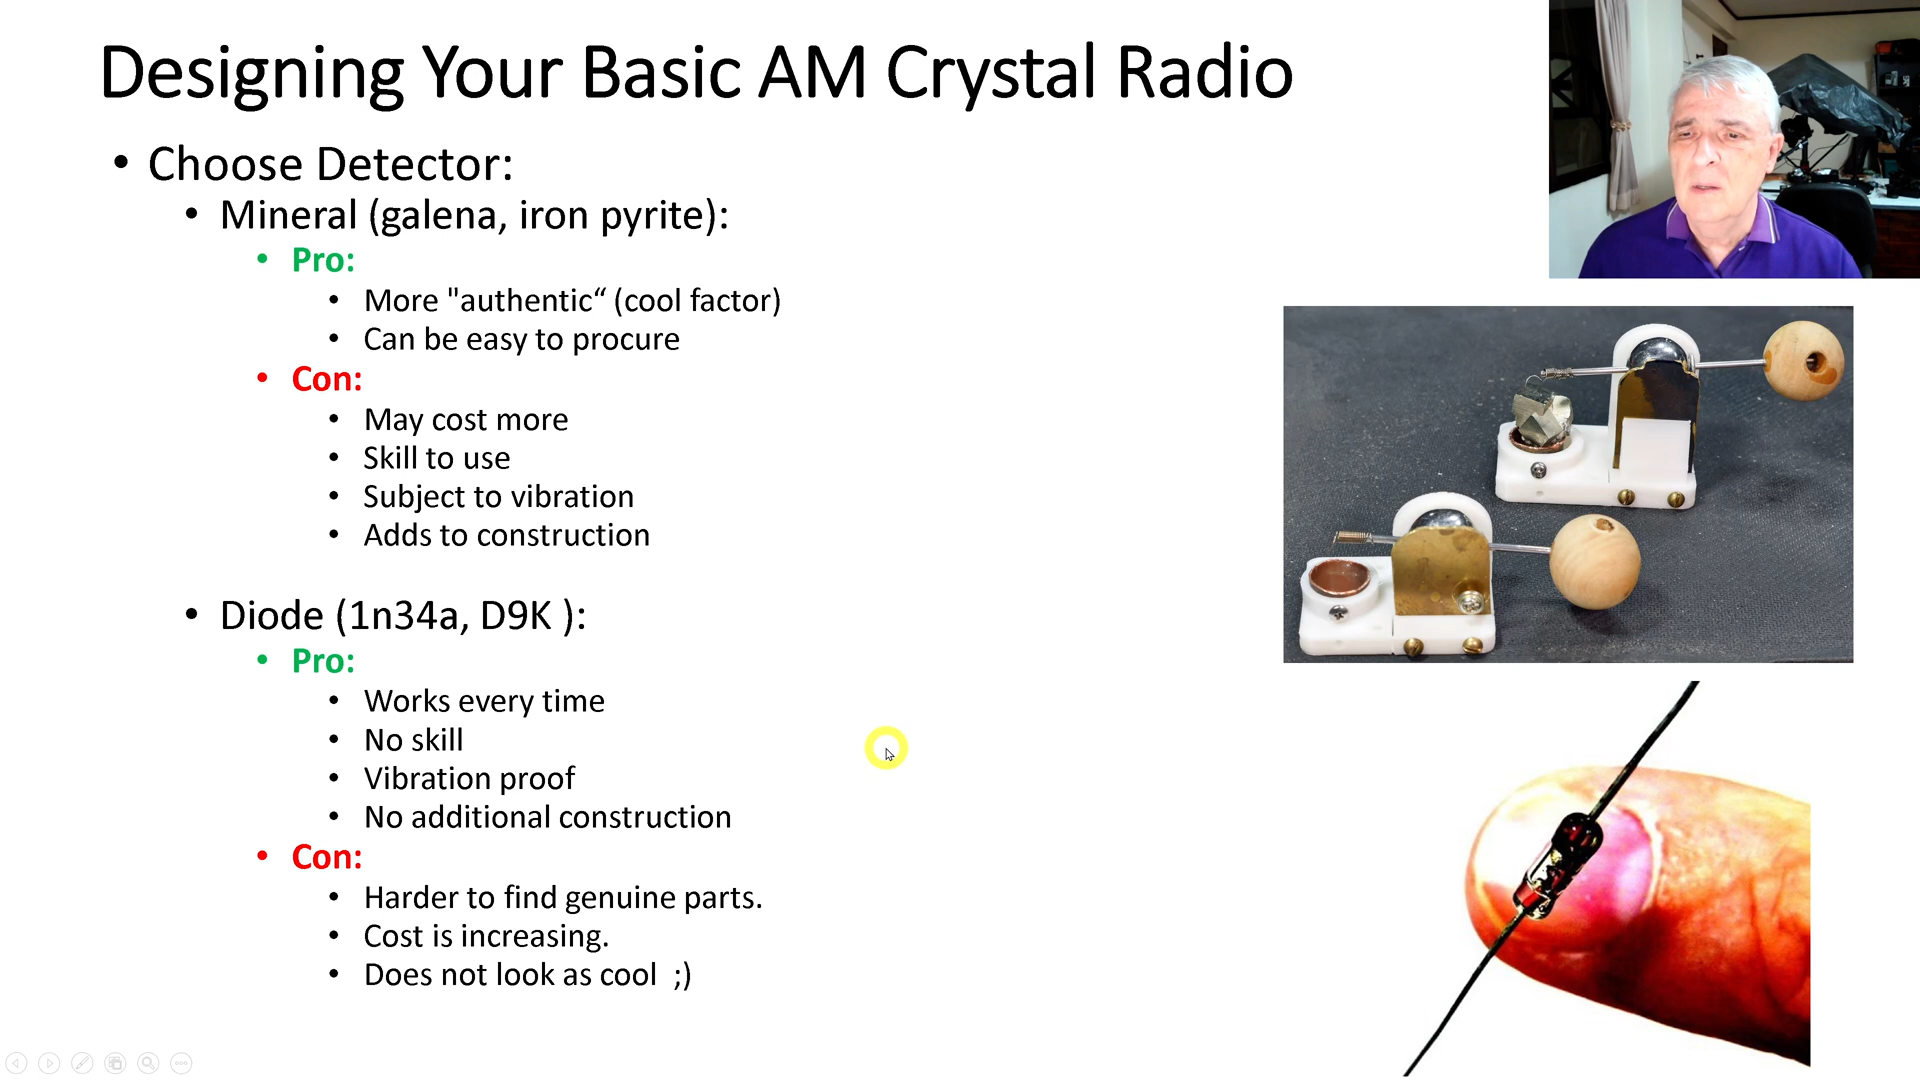 Designing Your Basic AM Crystal Radio
• Choose Detector:
• Mineral (galena, iron pyrite):
• Pro:
• More "authentic“ (cool factor)
• Can be easy to procure
• Con:
• May cost more
• Skill to use
• Subject to vibration
• Adds to construction
• Diode (1n34a, D9K ):
• Pro:
• Works every time
• No skill
• Vibration proof
• No additional construction
• Con:
• Harder to find genuine parts.
• Cost is increasing.
• Does not look as cool  ;)